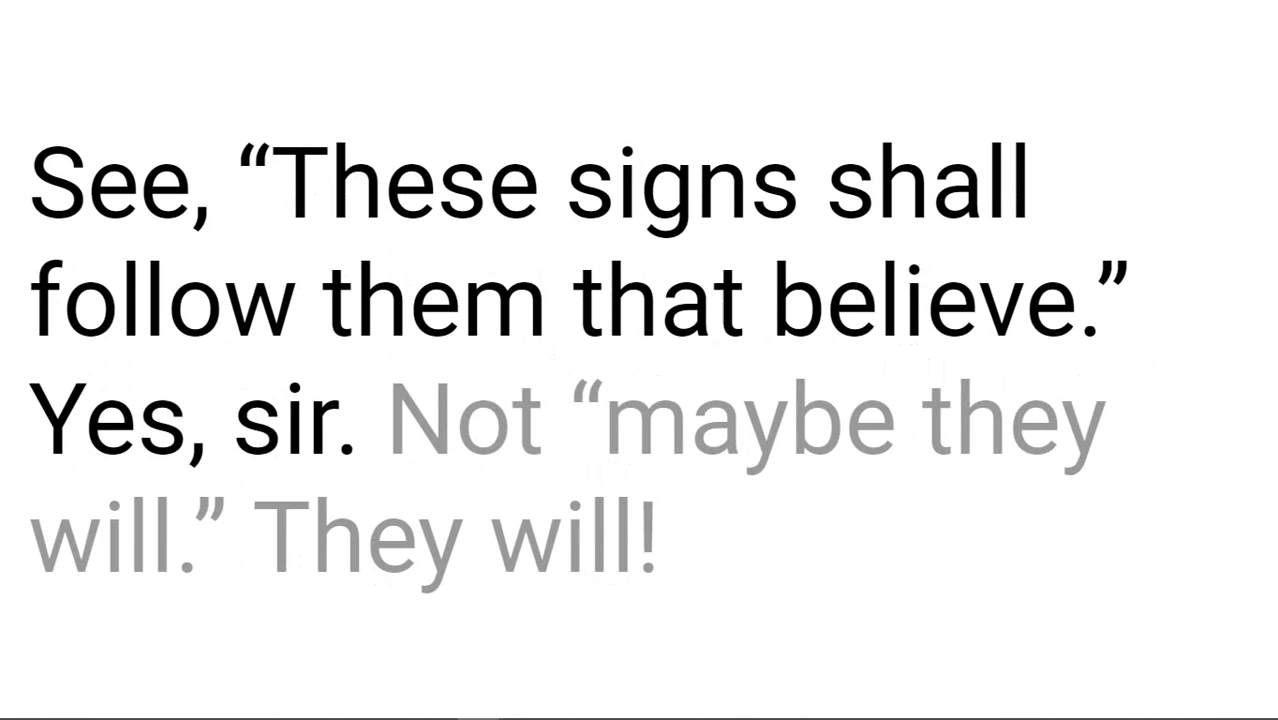 See, “These signs shall
follow them that believe.”
Yes, sir. Not “maybe they
will.” They will!